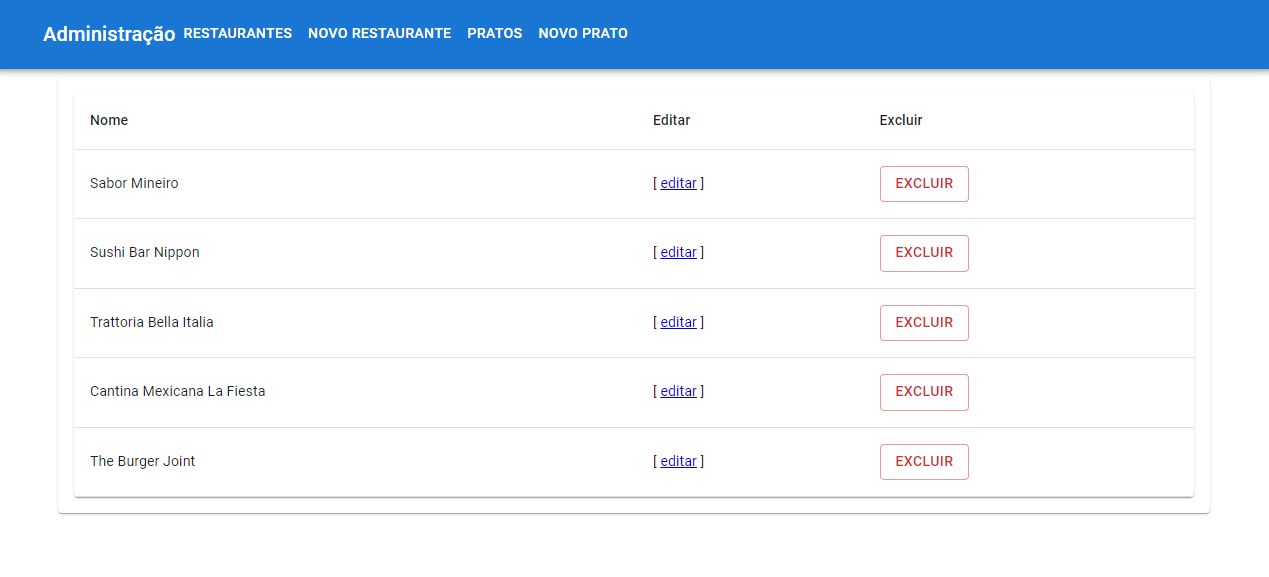 Administração RESTAURANTES NOVO RESTAURANTE PRATOS NOVO PRATO
Nome Editar Excluir
Sabor Mineiro [ editar ] EXCLUIR
Sushi Bar Nippon [ editar ] EXCLUIR
Trattoria Bella Italia [ editar ] EXCLUIR
Cantina Mexicana La Fiesta [ editar ] EXCLUIR
The Burger Joint [ editar ] EXCLUIR